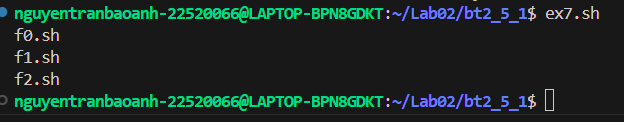 nguyentranbaoanh-22520066@LAPTOP-BPN8GDKT:~/Lab02/bt2_5_1$ ex7.sh
f0.sh
f1.sh
f2.sh
nguyentranbaoanh-22520066@LAPTOP-BPN8GDKT:~/Lab02/bt2_5_1$